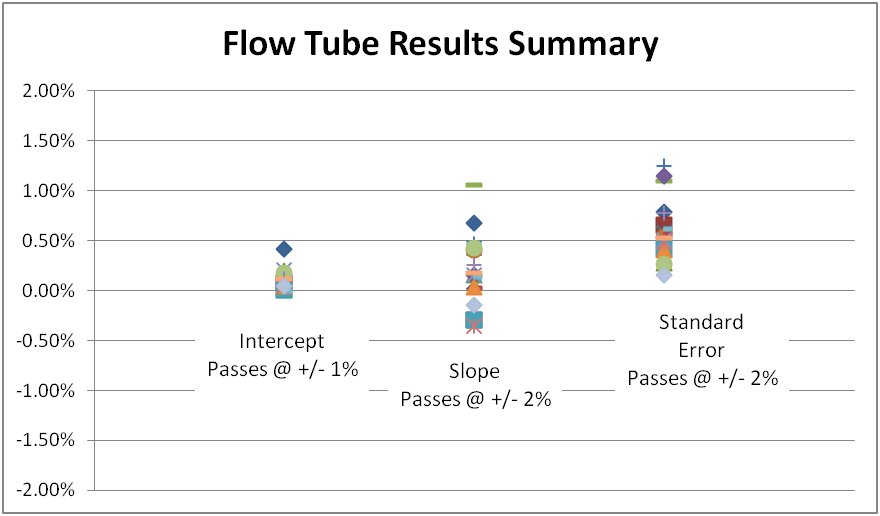 Flow Tube Results Summary
2.00%
1.50%
1.00%
0.50%
0.00%
-0.50%
-1.00%
-1.50%
-2.00%
Intercept
Passes @ +/- 1%
Slope
Passes @ +/- 2%
Standard
Error
Passes @ +/- 2%